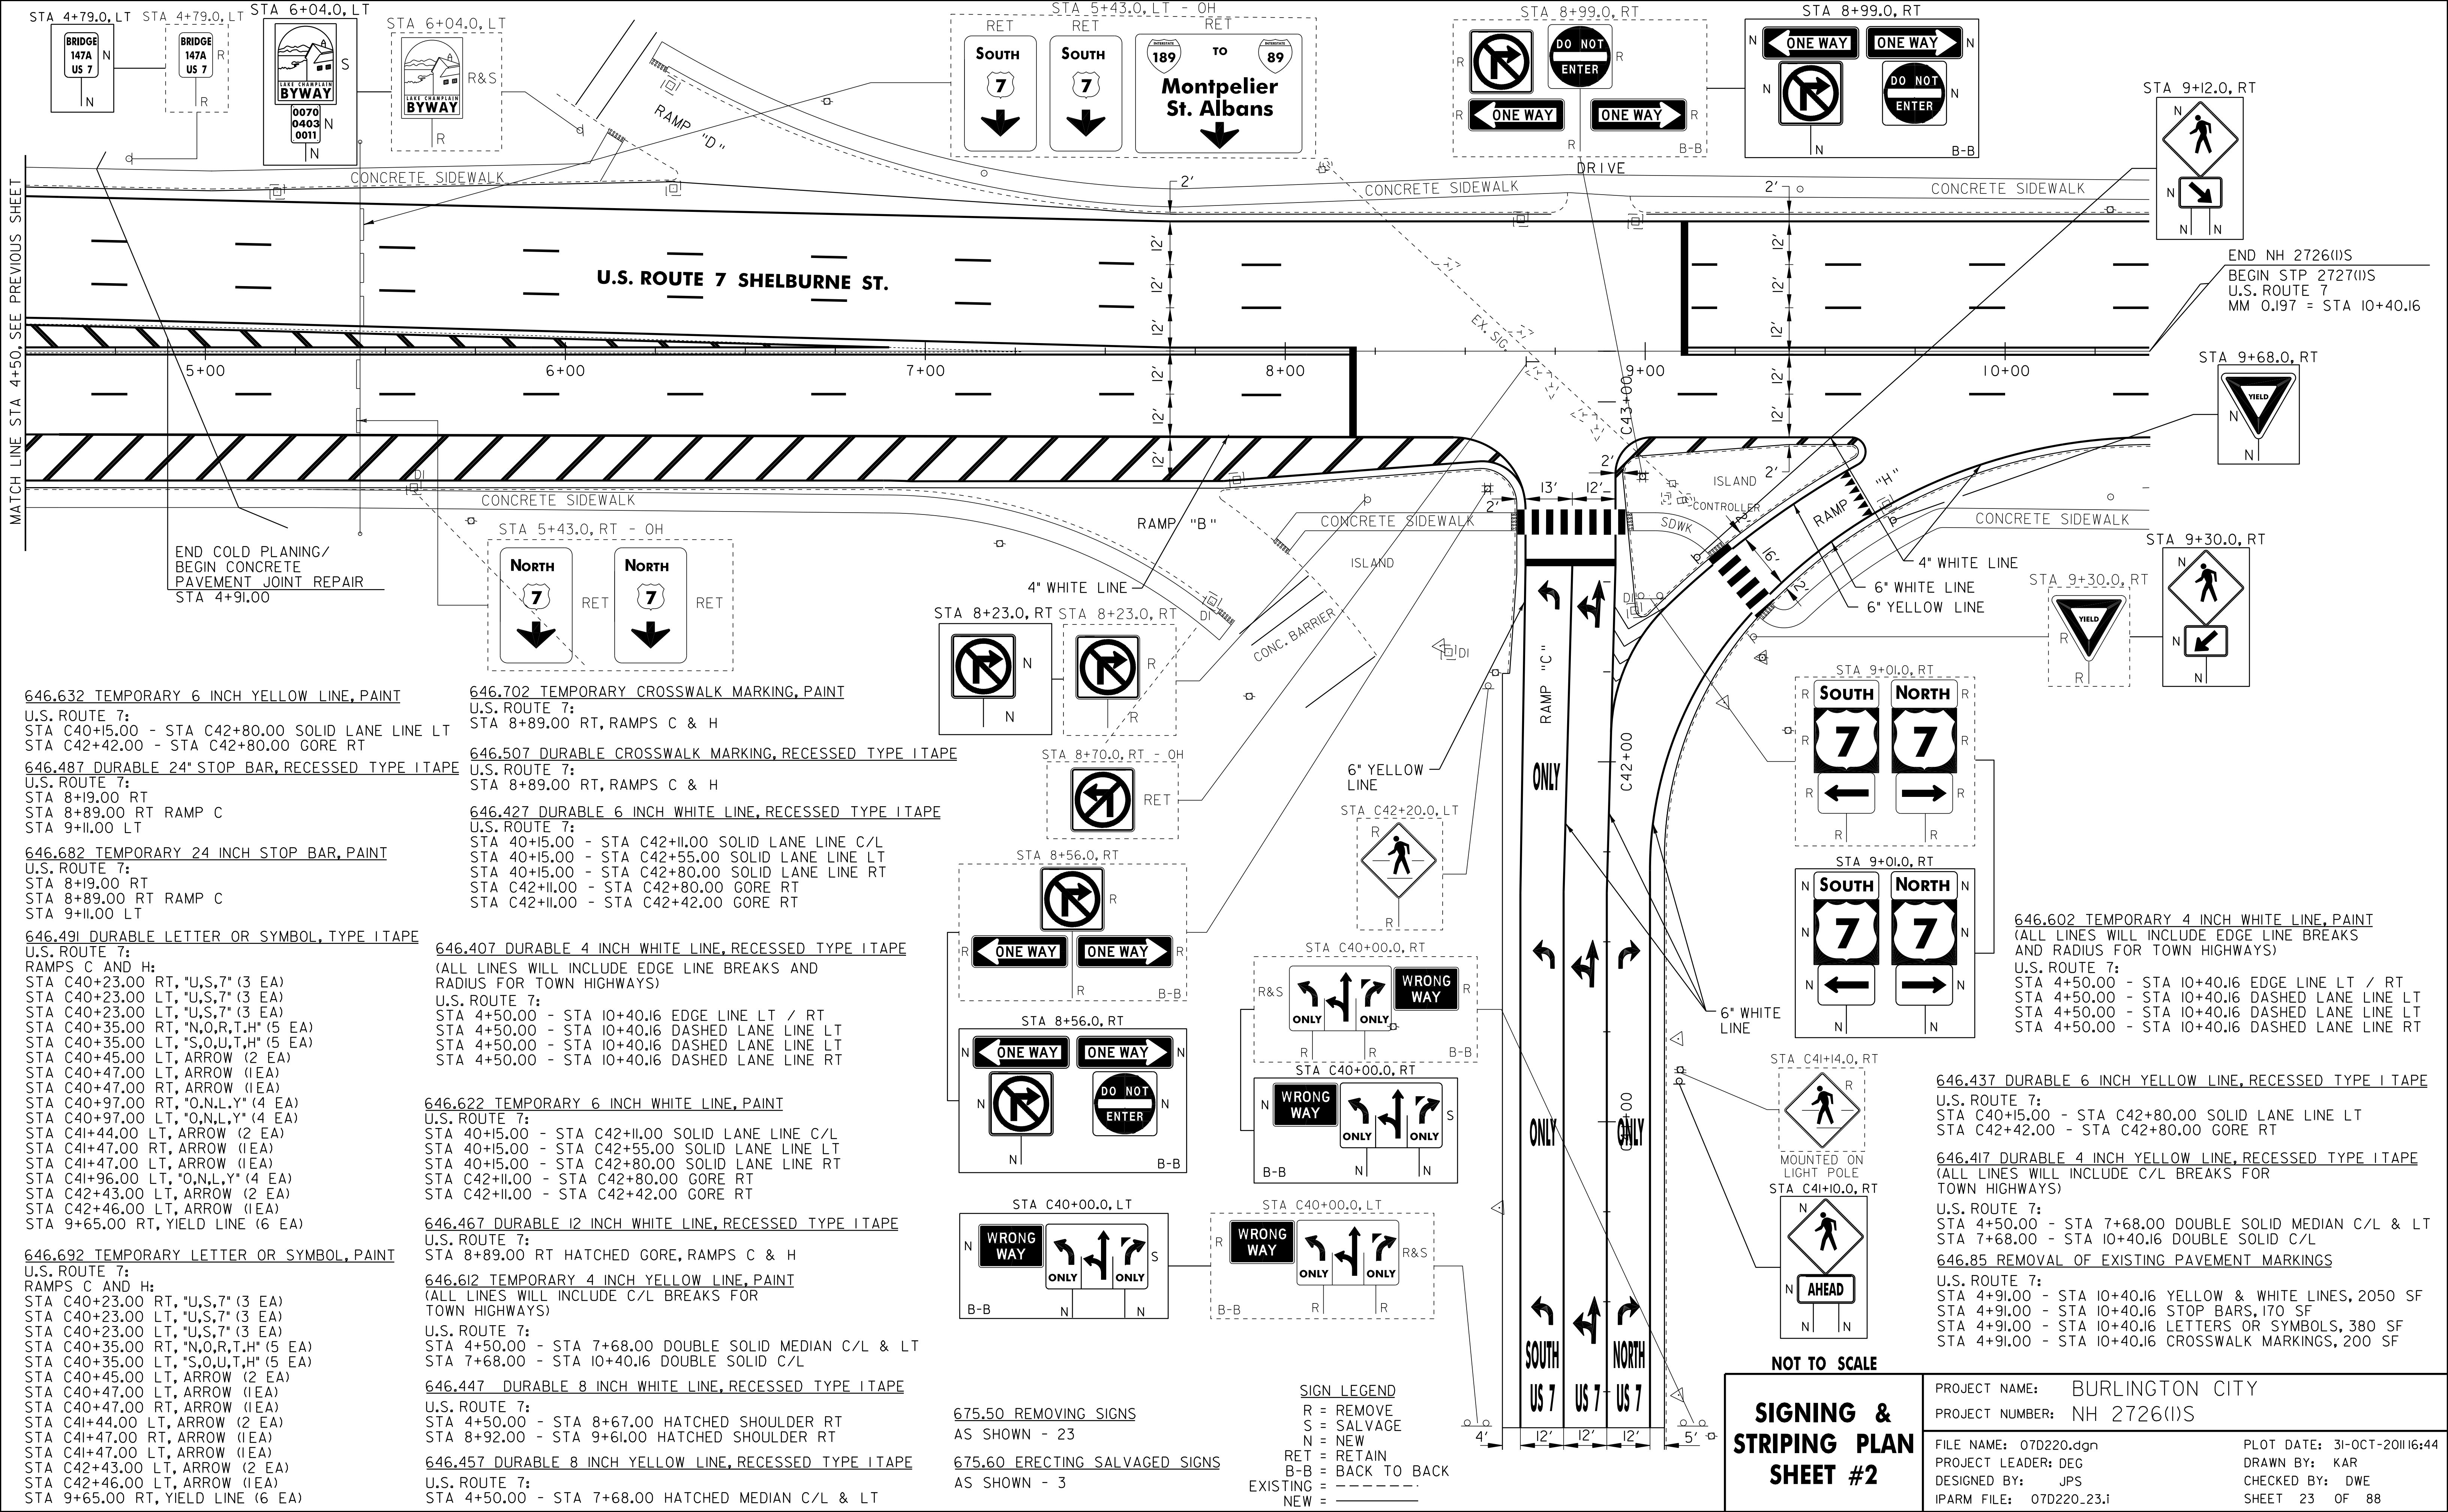 STA 4+79.0, LT
BRIDGE
147A
US 7
N
N
STA 4+79.0, LT
BRIDGE
147A
US 7
R
R
STA 6+04.0, LT
LAKE CHAMPLAIN
BYWAY
S
0070
0403
0011
N
N
STA 6+04.0, LT
LAKE CHAMPLAIN
BYWAY
R&S
R
STA 5+43.0, LT - OH
RET
RET
RET
SOUTH
7
SOUTH
7
INTERSTATE
189
TO
INTERSTATE
89
Montpelier
St. Albans
STA 8+99.0, RT
R
DO NOT
ENTER
R
R
ONE WAY
ONE WAY
R
R
B-B
STA 8+99.0, RT
N
ONE WAY
ONE WAY
N
N
DO NOT
ENTER
N
N
B-B
STA 9+12.0, RT
N
N
N
N
RAMP "D"
CONCRETE SIDEWALK
DRIVE
CONCRETE SIDEWALK
CONCRETE SIDEWALK
2'
2'
MATCH LINE STA 4+50, SEE PREVIOUS SHEET
U.S. ROUTE 7 SHELBURNE ST.
12'
12'
12'
12'
12'
12'
12'
12'
12'
12'
12'
EX. SIG.
END NH 2726(1)S
BEGIN STP 2727(1)S
U.S. ROUTE 7
MM 0.197 = STA 10+40.16
5+00
6+00
7+00
8+00
9+00
10+00
C43+00
STA 9+68.0, RT
YIELD
N
N
CONCRETE SIDEWALK
DI
END COLD PLANING/
BEGIN CONCRETE
PAVEMENT JOINT REPAIR
STA 4+91.00
STA 5+43.0, RT - OH
NORTH
7
RET
NORTH
7
RET
RAMP "B"
4" WHITE LINE
CONCRETE SIDEWALK
ISLAND
CONC. BARRIER
DI
DI
2'
13'
12'
2'
2'
ISLAND
CONTROLLER
SDWK
RAMP "H"
2'
16'
2'
DI
CONCRETE SIDEWALK
4" WHITE LINE
6" WHITE LINE
6" YELLOW LINE
STA 9+30.0, RT
YIELD
R
R
STA 9+30.0, RT
N
N
N
STA 8+23.0, RT
N
N
STA 8+23.0, RT
R
R
STA 8+70.0, RT - OH
RET
STA 8+56.0, RT
R
R
ONE WAY
ONE WAY
R
R
B-B
STA 8+56.0, RT
N
ONE WAY
ONE WAY
N
N
DO NOT
ENTER
N
N
B-B
6" YELLOW
LINE
STA C42+20.0, LT
R
R
RAMP "C"
C42+00
ONLY
ONLY
ONLY
C41+00
SOUTH
NORTH
US 7
US 7
US 7
4'
12'
12'
12'
5'
6" WHITE
LINE
STA 9+01.0, RT
R
SOUTH
NORTH
R
R
7
7
R
R
R
R
R
STA 9+01.0, RT
N
SOUTH
NORTH
N
N
7
7
N
N
N
N
N
STA C40+00.0, RT
R&S
ONLY
ONLY
WRONG
WAY
R
R
R
B-B
STA C40+00.0, RT
N
WRONG
WAY
ONLY
ONLY
S
B-B
N
N
STA C40+00.0, LT
N
WRONG
WAY
ONLY
ONLY
S
B-B
N
N
STA C40+00.0, LT
R
WRONG
WAY
ONLY
ONLY
R&S
B-B
R
R
STA C41+14.0, RT
R
MOUNTED ON
LIGHT POLE
STA C41+10.0, RT
N
N
AHEAD
N
N
646.632 TEMPORARY 6 INCH YELLOW LINE, PAINT
U.S. ROUTE 7:
STA C40+15.00 - STA C42+80.00 SOLID LANE LINE LT
STA C42+42.00 - STA C42+80.00 GORE RT
646.487 DURABLE 24" STOP BAR, RECESSED TYPE I TAPE
U.S. ROUTE 7:
STA 8+19.00 RT
STA 8+89.00 RT RAMP C
STA 9+11.00 LT
646.682 TEMPORARY 24 INCH STOP BAR, PAINT
U.S. ROUTE 7:
STA 8+19.00 RT
STA 8+89.00 RT RAMP C
STA 9+11.00 LT
646.491 DURABLE LETTER OR SYMBOL, TYPE I TAPE
U.S. ROUTE 7:
RAMPS C AND H:
STA C40+23.00 RT, "U,S,7" (3 EA)
STA C40+23.00 LT, "U,S,7" (3 EA)
STA C40+23.00 LT, "U,S,7" (3 EA)
STA C40+35.00 RT, "N,O,R,T,H" (5 EA)
STA C40+35.00 LT, "S,O,U,T,H" (5 EA)
STA C40+45.00 LT, ARROW (2 EA)
STA C40+47.00 LT, ARROW (1 EA)
STA C40+47.00 RT, ARROW (1 EA)
STA C40+97.00 RT, "O,N,L,Y" (4 EA)
STA C40+97.00 LT, "O,N,L,Y" (4 EA)
STA C41+44.00 LT, ARROW (2 EA)
STA C41+47.00 RT, ARROW (1 EA)
STA C41+47.00 LT, ARROW (1 EA)
STA C41+96.00 LT, "O,N,L,Y" (4 EA)
STA C42+43.00 LT, ARROW (2 EA)
STA C42+46.00 LT, ARROW (1 EA)
STA 9+65.00 RT, YIELD LINE (6 EA)
646.692 TEMPORARY LETTER OR SYMBOL, PAINT
U.S. ROUTE 7:
RAMPS C AND H:
STA C40+23.00 RT, "U,S,7" (3 EA)
STA C40+23.00 LT, "U,S,7" (3 EA)
STA C40+23.00 LT, "U,S,7" (3 EA)
STA C40+35.00 RT, "N,O,R,T,H" (5 EA)
STA C40+35.00 LT, "S,O,U,T,H" (5 EA)
STA C40+45.00 LT, ARROW (2 EA)
STA C40+47.00 LT, ARROW (1 EA)
STA C40+47.00 RT, ARROW (1 EA)
STA C41+44.00 LT, ARROW (2 EA)
STA C41+47.00 RT, ARROW (1 EA)
STA C41+47.00 LT, ARROW (1 EA)
STA C42+43.00 LT, ARROW (2 EA)
STA C42+46.00 LT, ARROW (1 EA)
STA 9+65.00 RT, YIELD LINE (6 EA)
646.702 TEMPORARY CROSSWALK MARKING, PAINT
U.S. ROUTE 7:
STA 8+89.00 RT, RAMPS C & H
646.507 DURABLE CROSSWALK MARKING, RECESSED TYPE I TAPE
U.S. ROUTE 7:
STA 8+89.00 RT, RAMPS C & H
646.427 DURABLE 6 INCH WHITE LINE, RECESSED TYPE I TAPE
U.S. ROUTE 7:
STA 40+15.00 - STA C42+11.00 SOLID LANE LINE C/L
STA 40+15.00 - STA C42+55.00 SOLID LANE LINE LT
STA 40+15.00 - STA C42+80.00 SOLID LANE LINE RT
STA C42+11.00 - STA C42+80.00 GORE RT
STA C42+11.00 - STA C42+42.00 GORE RT
646.407 DURABLE 4 INCH WHITE LINE, RECESSED TYPE I TAPE
(ALL LINES WILL INCLUDE EDGE LINE BREAKS AND
RADIUS FOR TOWN HIGHWAYS)
U.S. ROUTE 7:
STA 4+50.00 - STA 10+40.16 EDGE LINE LT / RT
STA 4+50.00 - STA 10+40.16 DASHED LANE LINE LT
STA 4+50.00 - STA 10+40.16 DASHED LANE LINE LT
STA 4+50.00 - STA 10+40.16 DASHED LANE LINE RT
646.622 TEMPORARY 6 INCH WHITE LINE, PAINT
U.S. ROUTE 7:
STA 40+15.00 - STA C42+11.00 SOLID LANE LINE C/L
STA 40+15.00 - STA C42+55.00 SOLID LANE LINE LT
STA 40+15.00 - STA C42+80.00 SOLID LANE LINE RT
STA C42+11.00 - STA C42+80.00 GORE RT
STA C42+11.00 - STA C42+42.00 GORE RT
646.467 DURABLE 12 INCH WHITE LINE, RECESSED TYPE I TAPE
U.S. ROUTE 7:
STA 8+89.00 RT HATCHED GORE, RAMPS C & H
646.612 TEMPORARY 4 INCH YELLOW LINE, PAINT
(ALL LINES WILL INCLUDE C/L BREAKS FOR
TOWN HIGHWAYS)
U.S. ROUTE 7:
STA 4+50.00 - STA 7+68.00 DOUBLE SOLID MEDIAN C/L & LT
STA 7+68.00 - STA 10+40.16 DOUBLE SOLID C/L
646.447 DURABLE 8 INCH WHITE LINE, RECESSED TYPE I TAPE
U.S. ROUTE 7:
STA 4+50.00 - STA 8+67.00 HATCHED SHOULDER RT
STA 8+92.00 - STA 9+61.00 HATCHED SHOULDER RT
646.457 DURABLE 8 INCH YELLOW LINE, RECESSED TYPE I TAPE
U.S. ROUTE 7:
STA 4+50.00 - STA 7+68.00 HATCHED MEDIAN C/L & LT
675.50 REMOVING SIGNS
AS SHOWN - 23
675.60 ERECTING SALVAGED SIGNS
AS SHOWN - 3
SIGN LEGEND
R = REMOVE
S = SALVAGE
N = NEW
RET = RETAIN
B-B = BACK TO BACK
EXISTING =
NEW =
646.602 TEMPORARY 4 INCH WHITE LINE, PAINT
(ALL LINES WILL INCLUDE EDGE LINE BREAKS
AND RADIUS FOR TOWN HIGHWAYS)
U.S. ROUTE 7:
STA 4+50.00 - STA 10+40.16 EDGE LINE LT / RT
STA 4+50.00 - STA 10+40.16 DASHED LANE LINE LT
STA 4+50.00 - STA 10+40.16 DASHED LANE LINE LT
STA 4+50.00 - STA 10+40.16 DASHED LANE LINE RT
646.437 DURABLE 6 INCH YELLOW LINE, RECESSED TYPE I TAPE
U.S. ROUTE 7:
STA C40+15.00 - STA C42+80.00 SOLID LANE LINE LT
STA C42+42.00 - STA C42+80.00 GORE RT
646.417 DURABLE 4 INCH YELLOW LINE, RECESSED TYPE I TAPE
(ALL LINES WILL INCLUDE C/L BREAKS FOR
TOWN HIGHWAYS)
U.S. ROUTE 7:
STA 4+50.00 - STA 7+68.00 DOUBLE SOLID MEDIAN C/L & LT
STA 7+68.00 - STA 10+40.16 DOUBLE SOLID C/L
646.85 REMOVAL OF EXISTING PAVEMENT MARKINGS
U.S. ROUTE 7:
STA 4+91.00 - STA 10+40.16 YELLOW & WHITE LINES, 2050 SF
STA 4+91.00 - STA 10+40.16 STOP BARS, 170 SF
STA 4+91.00 - STA 10+40.16 LETTERS OR SYMBOLS, 380 SF
STA 4+91.00 - STA 10+40.16 CROSSWALK MARKINGS, 200 SF
NOT TO SCALE
SIGNING &
STRIPING PLAN
SHEET #2
PROJECT NAME: BURLINGTON CITY
PROJECT NUMBER: NH 2726(1)S
FILE NAME: 07D220.dgn
PROJECT LEADER: DEG
DESIGNED BY: JPS
IPARM FILE: 07D220_23.i
PLOT DATE: 31-OCT-2011 16:44
DRAWN BY: KAR
CHECKED BY: DWE
SHEET 23 OF 88